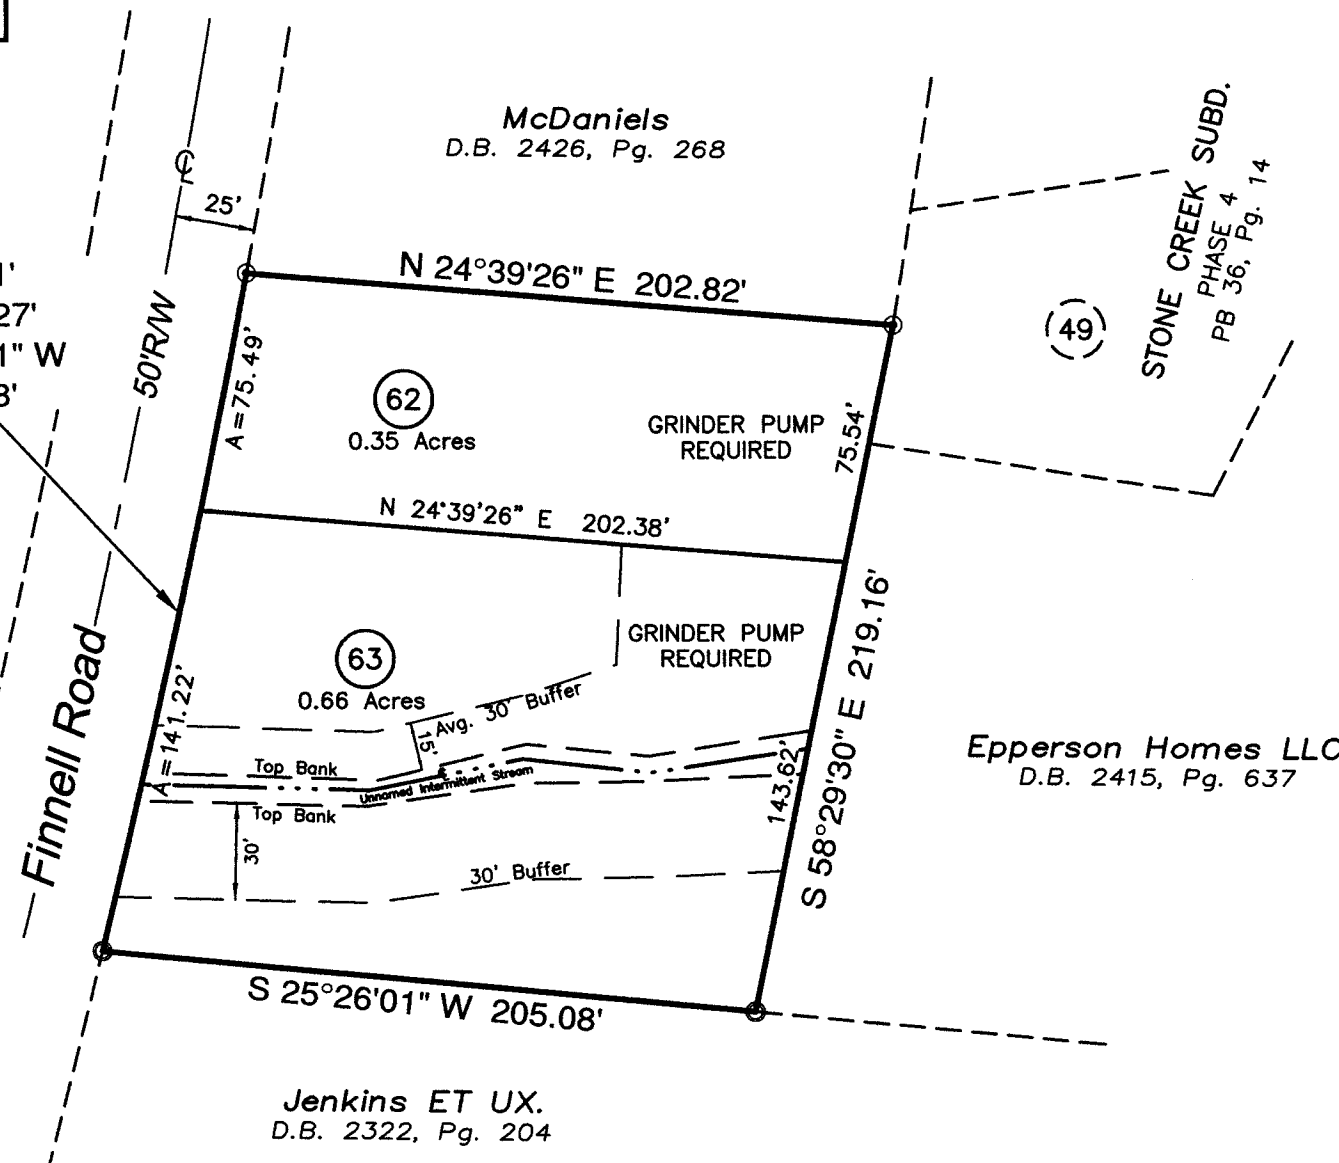 McDaniels
D.B. 2426, Pg. 268
25'
N 24°39'26" E 202.82'
STONE CREEK SUBD.
PHASE 4
PB 36, Pg. 14
49
27'
1" W
50'R/W
A=75.49'
62
0.35 Acres
GRINDER PUMP
REQUIRED
75.54'
N 24°39'26" E 202.38'
63
0.66 Acres
GRINDER PUMP
REQUIRED
S 58°29'30" E 219.16'
Finnell Road
A=141.22'
Avg. 30' Buffer
15'
Top Bank
Unnamed Intermittent Stream
Top Bank
143.62'
30'
30' Buffer
Epperson Homes LLC
D.B. 2415, Pg. 637
S 25°26'01" W 205.08'
Jenkins ET UX.
D.B. 2322, Pg. 204